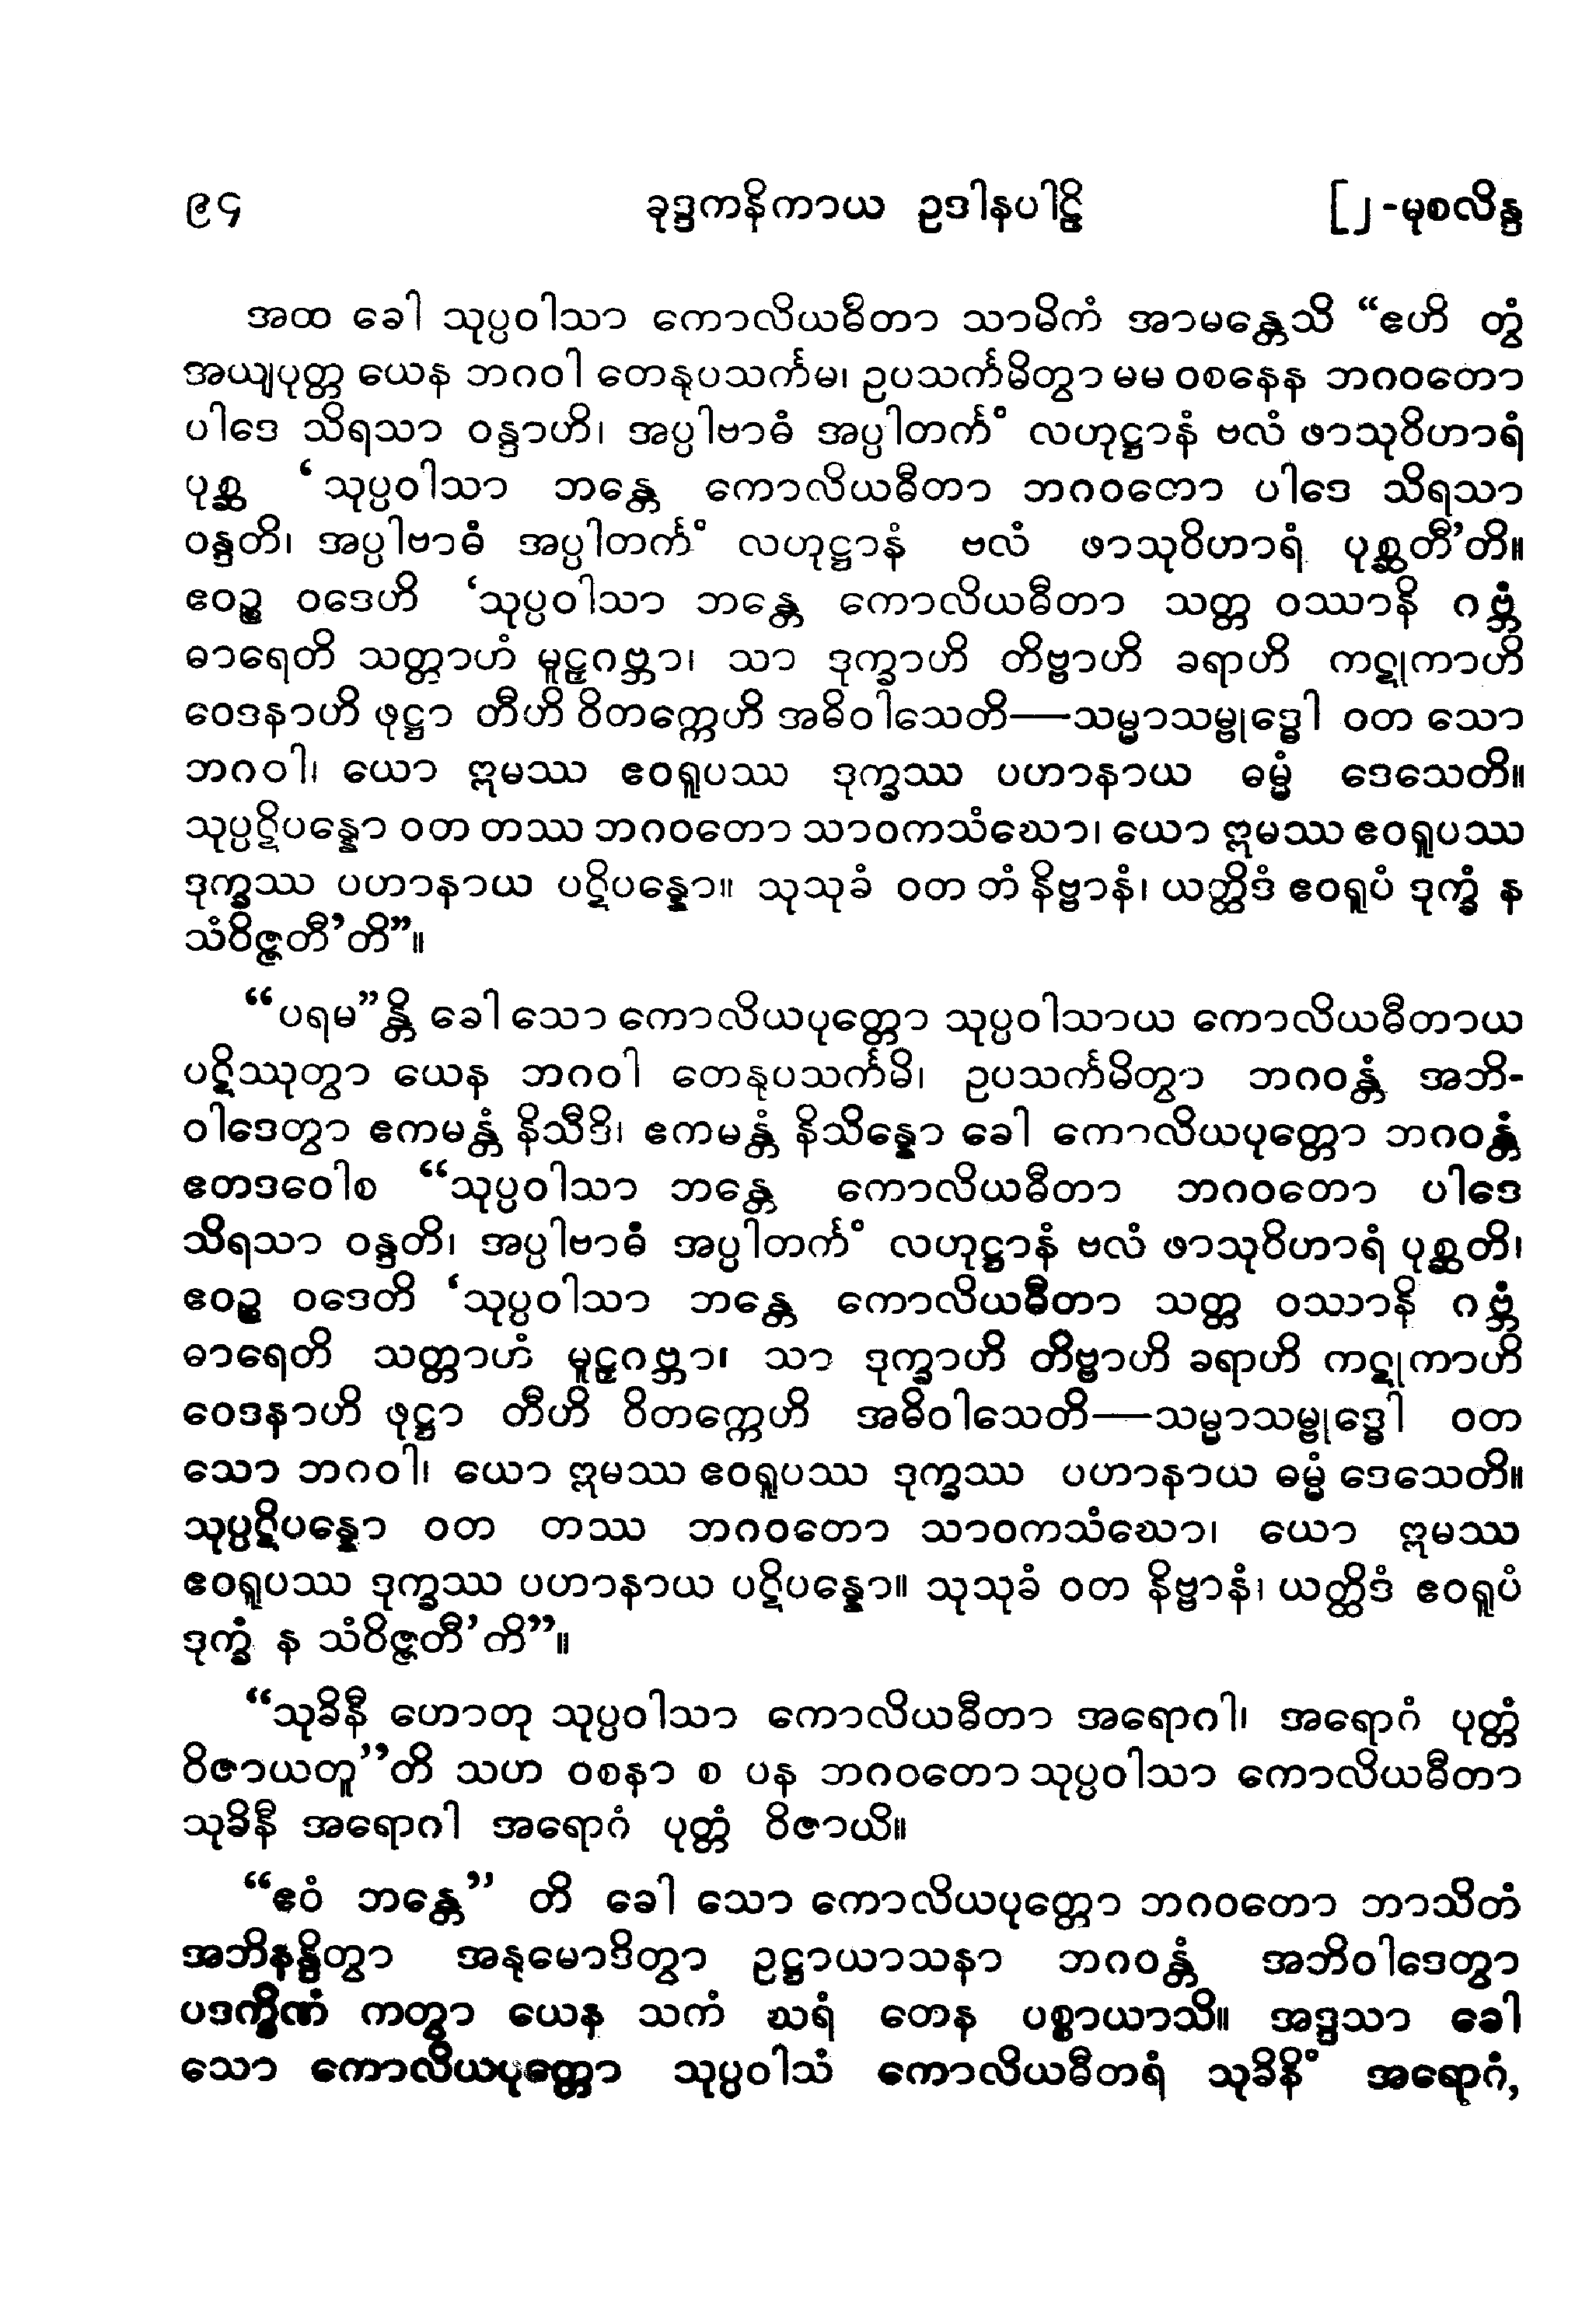 ၉၄ ခုဒ္ဒကနိကာယ ဥဒါနပါဠိ [၂-မုစလိန္ဒ
အထ ခေါ သုပ္ပဝါသာ ကောလိယဓီတာ သာမိကံ အာမန္တေသိ “ဧဟိ တွံ
အယျပုတ္တ ယေန ဘဂဝါ တေနုပသင်္ကမ၊ ဥပသင်္ကမိတွာ မမ ဝစနေန ဘဂဝတော
ပါဒေ သိရသာ ဝန္ဒာဟိ၊ အပ္ပါဗာဓံ အပ္ပါတင်္ကံ လဟုဋ္ဌာနံ ဗလံ ဖာသုဝိဟာရံ
ပုစ္ဆ ‘သုပ္ပဝါသာ ဘန္တေ ကောလိယဓီတာ ဘဂဝတော ပါဒေ သိရသာ
ဝန္ဒတိ၊ အပ္ပါဗာဓံ အပ္ပါတင်္ကံ လဟုဋ္ဌာနံ ဗလံ ဖာသုဝိဟာရံ ပုစ္ဆတီ’တိ။
ဧဝဉ္စ ဝဒေဟိ ‘သုပ္ပဝါသာ ဘန္တေ ကောလိယဓီတာ သတ္တ ဝဿာနိ ဂဗ္ဘံ
ဓာရေတိ သတ္တာဟံ မူဠှဂဗ္ဘာ၊ သာ ဒုက္ခာဟိ တိဗ္ဗာဟိ ခရာဟိ ကဋုကာဟိ
ဝေဒနာဟိ ဖုဋ္ဌာ တီဟိ ဝိတက္ကေဟိ အဓိဝါသေတိ—သမ္မာသမ္ဗုဒ္ဓေါ ဝတ သော
ဘဂဝါ၊ ယော ဣမဿ ဧဝရူပဿ ဒုက္ခဿ ပဟာနာယ ဓမ္မံ ဒေသေတိ။
သုပ္ပဋိပန္နော ဝတ တဿ ဘဂဝတော သာဝကသံဃော၊ ယော ဣမဿ ဧဝရူပဿ
ဒုက္ခဿ ပဟာနာယ ပဋိပန္နော။ သုသုခံ ဝတ တံ နိဗ္ဗာနံ၊ ယတ္ထိဒံ ဧဝရူပံ ဒုက္ခံ န
သံဝိဇ္ဇတီ’တိ”။
“ပရမ”န္တိ ခေါ သော ကောလိယပုတ္တော သုပ္ပဝါသာယ ကောလိယဓီတာယ
ပဋိဿုတွာ ယေန ဘဂဝါ တေနုပသင်္ကမိ၊ ဥပသင်္ကမိတွာ ဘဂဝန္တံ အဘိ-
ဝါဒေတွာ ဧကမန္တံ နိသီဒိ၊ ဧကမန္တံ နိသိန္နော ခေါ ကောလိယပုတ္တော ဘဂဝန္တံ
ဧတဒဝေါစ “သုပ္ပဝါသာ ဘန္တေ ကောလိယဓီတာ ဘဂဝတော ပါဒေ
သိရသာ ဝန္ဒတိ၊ အပ္ပါဗာဓံ အပ္ပါတင်္ကံ လဟုဋ္ဌာနံ ဗလံ ဖာသုဝိဟာရံ ပုစ္ဆတိ၊
ဧဝဉ္စ ဝဒေတိ ‘သုပ္ပဝါသာ ဘန္တေ ကောလိယဓီတာ သတ္တ ဝဿာနိ ဂဗ္ဘံ
ဓာရေတိ သတ္တာဟံ မူဠှဂဗ္ဘာ၊ သာ ဒုက္ခာဟိ တိဗ္ဗာဟိ ခရာဟိ ကဋုကာဟိ
ဝေဒနာဟိ ဖုဋ္ဌာ တီဟိ ဝိတက္ကေဟိ အဓိဝါသေတိ—သမ္မာသမ္ဗုဒ္ဓေါ ဝတ
သော ဘဂဝါ၊ ယော ဣမဿ ဧဝရူပဿ ဒုက္ခဿ ပဟာနာယ ဓမ္မံ ဒေသေတိ။
သုပ္ပဋိပန္နော ဝတ တဿ ဘဂဝတော သာဝကသံဃော၊ ယော ဣမဿ
ဧဝရူပဿ ဒုက္ခဿ ပဟာနာယ ပဋိပန္နော။ သုသုခံ ဝတ နိဗ္ဗာနံ၊ ယတ္ထိဒံ ဧဝရူပံ
ဒုက္ခံ န သံဝိဇ္ဇတီ’တိ”။
“သုခိနီ ဟောတု သုပ္ပဝါသာ ကောလိယဓီတာ အရောဂါ၊ အရောဂံ ပုတ္တံ
ဝိဇာယတူ”တိ သဟ ဝစနာ စ ပန ဘဂဝတော သုပ္ပဝါသာ ကောလိယဓီတာ
သုခိနီ အရောဂါ အရောဂံ ပုတ္တံ ဝိဇာယိ။
“ဧဝံ ဘန္တေ” တိ ခေါ သော ကောလိယပုတ္တော ဘဂဝတော ဘာသိတံ
အဘိနန္ဒိတွာ အနုမောဒိတွာ ဥဋ္ဌာယာသနာ ဘဂဝန္တံ အဘိဝါဒေတွာ
ပဒက္ခိဏံ ကတွာ ယေန သကံ ဃရံ တေန ပစ္စာယာသိ။ အဒ္ဒသာ ခေါ
သော ကောလိယပုတ္တော သုပ္ပဝါသံ ကောလိယဓီတရံ သုခိနိံ အရောဂံ,